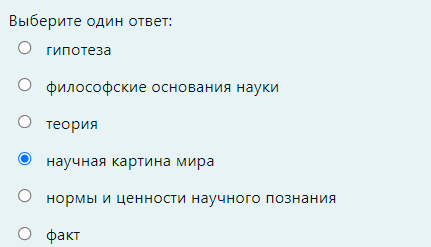 Выберите один ответ:
гипотеза
философские основания науки
теория
научная картина мира
нормы и ценности научного познания
факт